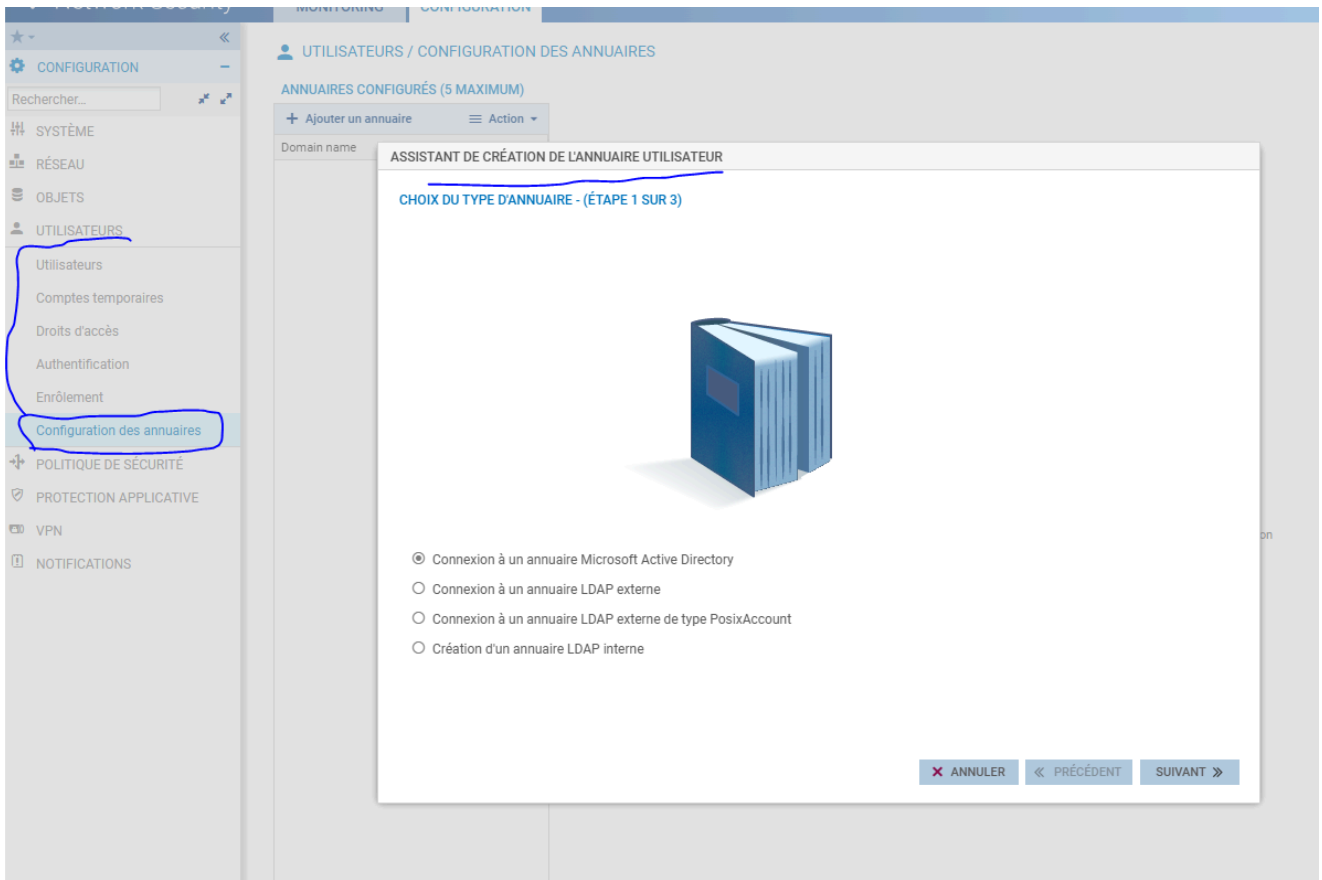 Network Security
MONITORING
CONFIGURATION
CONFIGURATION
Rechercher...
SYSTÈME
RÉSEAU
OBJETS
UTILISATEURS
Utilisateurs
Comptes temporaires
Droits d'accès
Authentification
Enrôlement
Configuration des annuaires
POLITIQUE DE SÉCURITÉ
PROTECTION APPLICATIVE
VPN
NOTIFICATIONS
UTILISATEURS / CONFIGURATION DES ANNUAIRES
ANNUAIRES CONFIGURÉS (5 MAXIMUM)
+ Ajouter un annuaire
Action
Domain name
ASSISTANT DE CRÉATION DE L'ANNUAIRE UTILISATEUR
CHOIX DU TYPE D'ANNUAIRE - (ÉTAPE 1 SUR 3)
Connexion à un annuaire Microsoft Active Directory
Connexion à un annuaire LDAP externe
Connexion à un annuaire LDAP externe de type PosixAccount
Création d'un annuaire LDAP interne
ANNULER
PRÉCÉDENT
SUIVANT